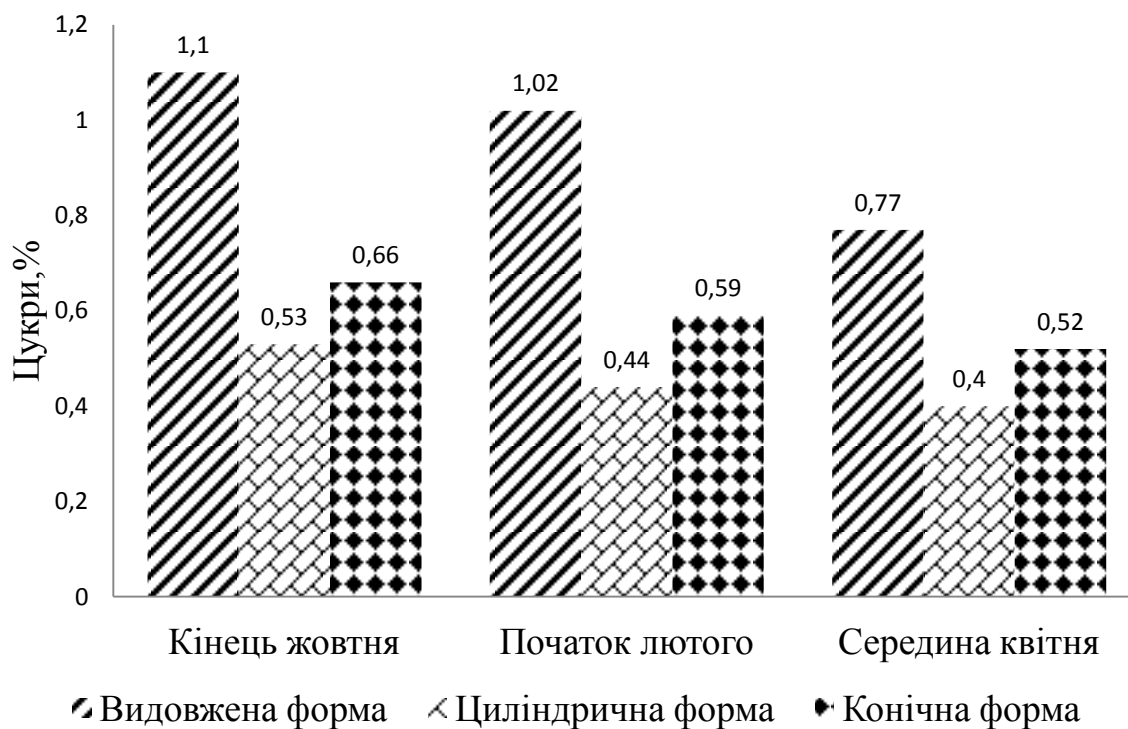 1,2
1
0,8
0,6
0,4
0,2
0
Цукри,%
1,1
0,53
0,66
1,02
0,44
0,59
0,77
0,4
0,52
Кінець жовтня
Початок лютого
Середина квітня
Видовжена форма
Циліндрична форма
Конічна форма